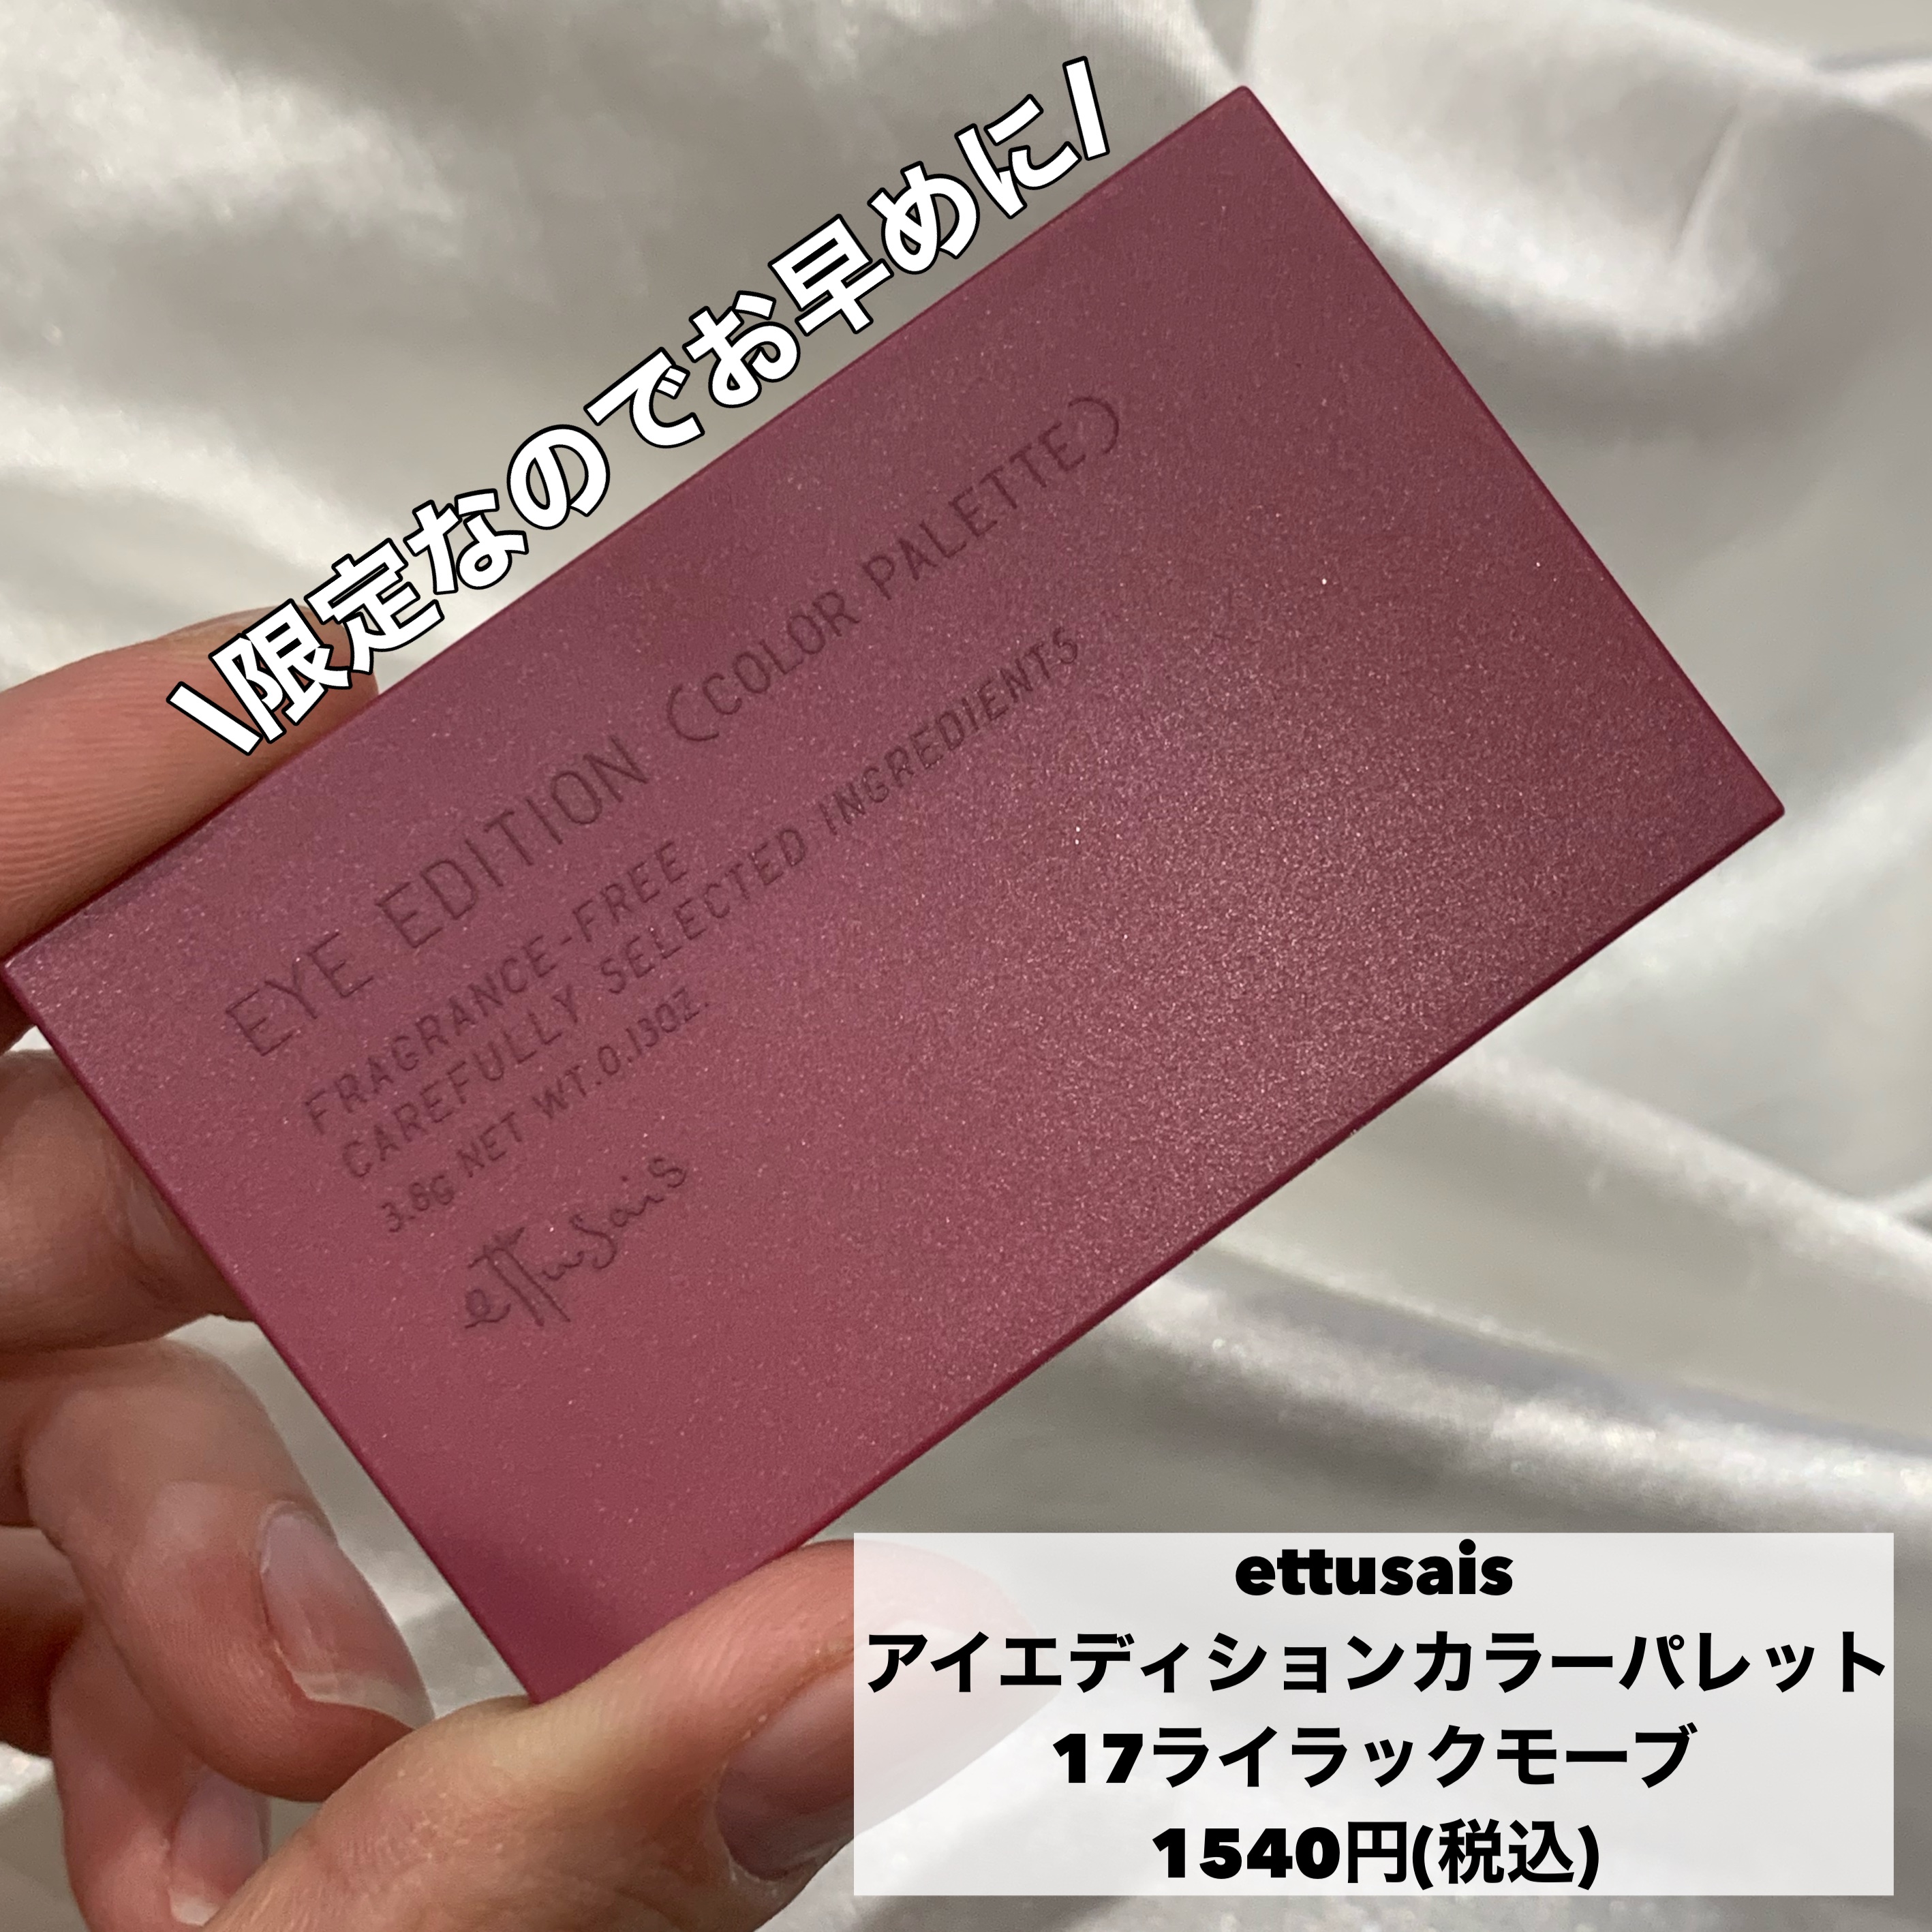 \限定なのでお早めに/
EYE EDITION (COLOR PALETTE)
FRAGRANCE-FREE
CAREFULLY SELECTED INGREDIENTS
3.8G NET WT.0.13OZ.
ettusais
ettusais
アイエディションカラーパレット
17ライラックモーブ
1540円(税込)